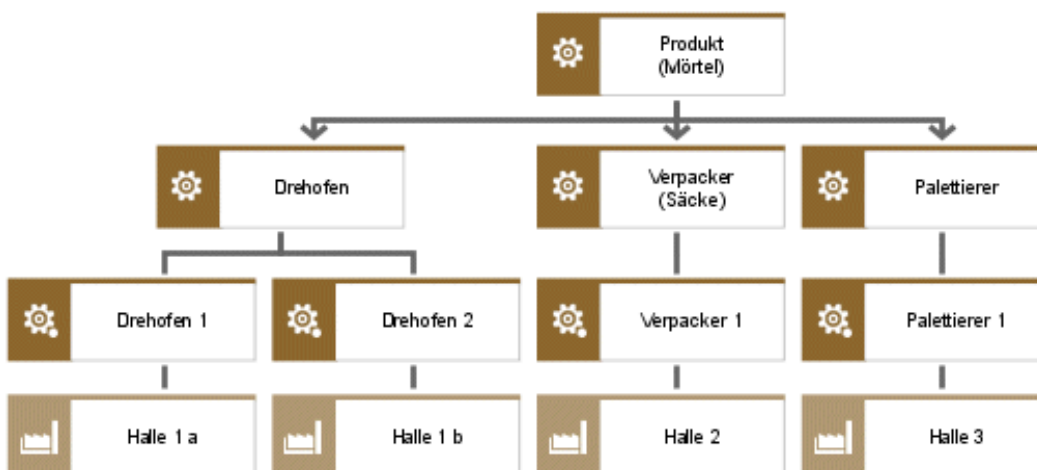 Produkt
(Mörtel)
Drehofen
Verpacker
(Säcke)
Palettierer
Drehofen 1
Drehofen 2
Verpacker 1
Palettierer 1
Halle 1 a
Halle 1 b
Halle 2
Halle 3